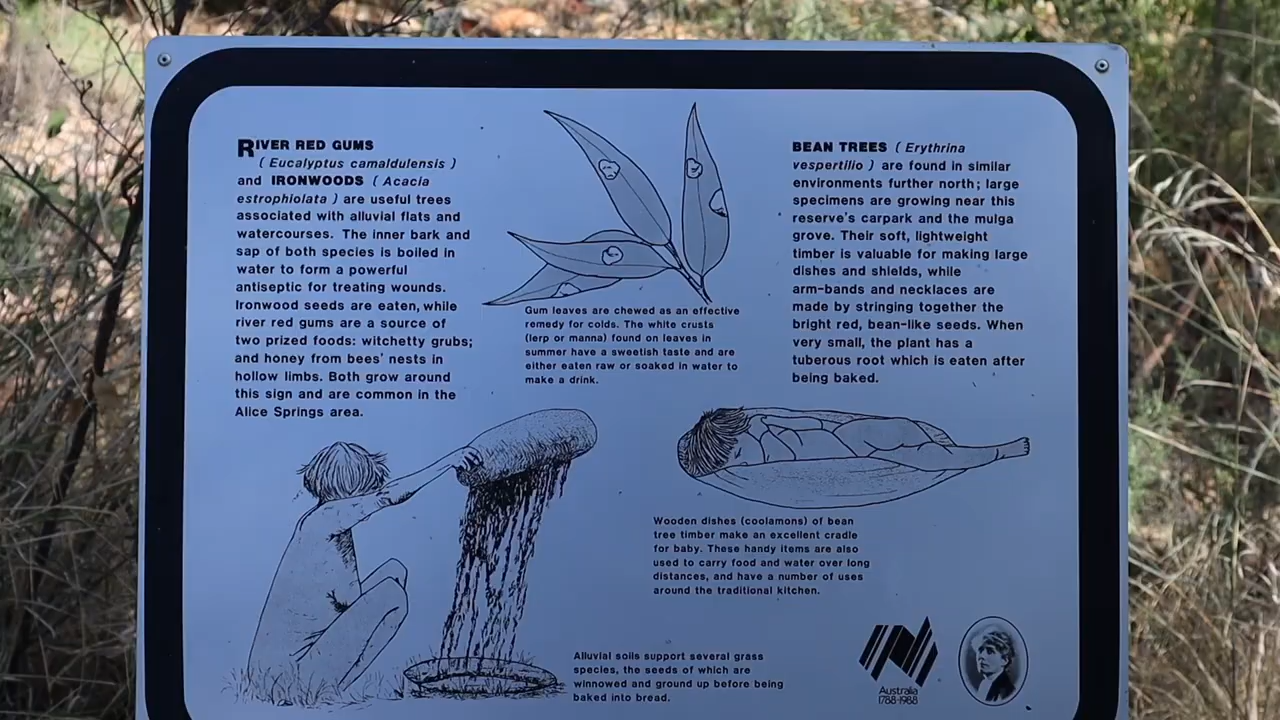 RIVER RED GUMS
( Eucalyptus camaldulensis )
and IRONWOODS ( Acacia
estrophiolata ) are useful trees
associated with alluvial flats and
watercourses. The inner bark and
sap of both species is boiled in
water to form a powerful
antiseptic for treating wounds.
Ironwood seeds are eaten, while
river red gums are a source of
two prized foods: witchetty grubs;
and honey from bees' nests in
hollow limbs. Both grow around
this sign and are common in the
Alice Springs area.
Gum leaves are chewed as an effective
remedy for colds. The white crusts
(lerp or manna) found on leaves in
summer have a sweetish taste and are
either eaten raw or soaked in water to
make a drink.
BEAN TREES ( Erythrina
vespertilio ) are found in similar
environments further north; large
specimens are growing near this
reserve's carpark and the mulga
grove. Their soft, lightweight
timber is valuable for making large
dishes and shields, while
arm-bands and necklaces are
made by stringing together the
bright red, bean-like seeds. When
very small, the plant has a
tuberous root which is eaten after
being baked.
Wooden dishes (coolamons) of bean
tree timber make an excellent cradle
for baby. These handy items are also
used to carry food and water over long
distances, and have a number of uses
around the traditional kitchen.
Alluvial soils support several grass
species, the seeds of which are
winnowed and ground up before being
baked into bread.
Australia
1788-1988